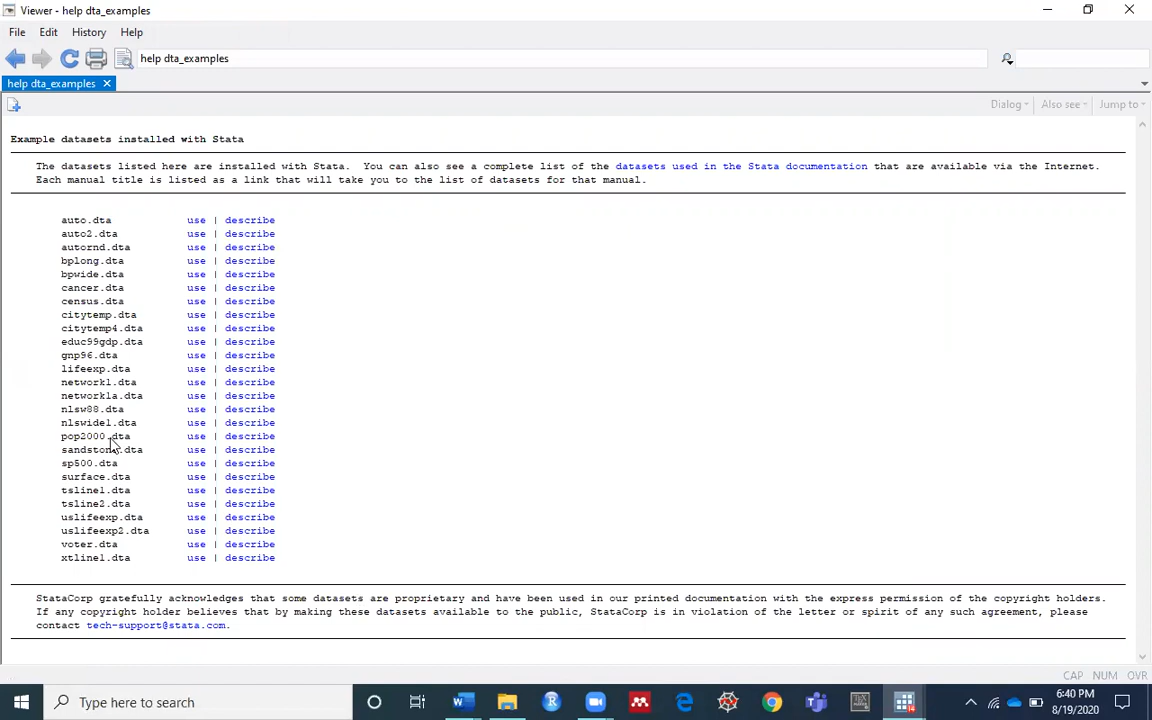 Viewer - help dta_examples
File Edit History Help
help dta_examples
help dta_examples
Dialog Also see Jump to
Example datasets installed with Stata
The datasets listed here are installed with Stata. You can also see a complete list of the datasets used in the Stata documentation that are available via the Internet.
Each manual title is listed as a link that will take you to the list of datasets for that manual.
auto.dta use | describe
auto2.dta use | describe
autornd.dta use | describe
bplong.dta use | describe
bpwide.dta use | describe
cancer.dta use | describe
census.dta use | describe
citytemp.dta use | describe
citytemp4.dta use | describe
educ99gdp.dta use | describe
gnp96.dta use | describe
lifeexp.dta use | describe
network1.dta use | describe
network1a.dta use | describe
nlsw88.dta use | describe
nlswide1.dta use | describe
pop2000.dta use | describe
sandstone.dta use | describe
sp500.dta use | describe
surface.dta use | describe
tsline1.dta use | describe
tsline2.dta use | describe
uslifeexp.dta use | describe
uslifeexp2.dta use | describe
voter.dta use | describe
xtline1.dta use | describe
StataCorp gratefully acknowledges that some datasets are proprietary and have been used in our printed documentation with the express permission of the copyright holders.
If any copyright holder believes that by making these datasets available to the public, StataCorp is in violation of the letter or spirit of any such agreement, please
contact tech-support@stata.com.
CAP NUM OVR
Type here to search
6:40 PM
8/19/2020